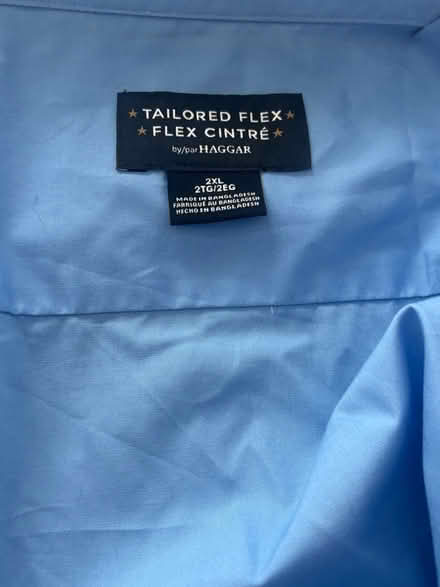 ★TAILORED FLEX★
★FLEX CINTRÉ★
by/par HAGGAR
2XL
2TG/2EG
MADE IN BANGLADESH
FABRIQUÉ AU BANGLADESH
HECHO EN BANGLADESH